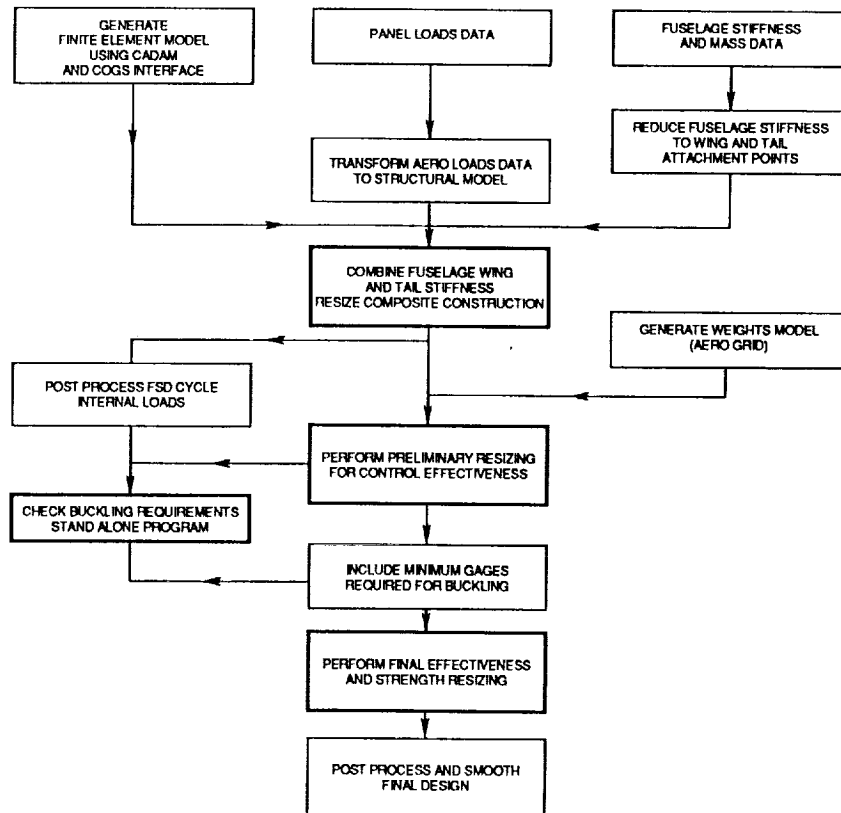 GENERATE
FINITE ELEMENT MODEL
USING CADAM
AND COGS INTERFACE
PANEL LOADS DATA
FUSELAGE STIFFNESS
AND MASS DATA
TRANSFORM AERO LOADS DATA
TO STRUCTURAL MODEL
REDUCE FUSELAGE STIFFNESS
TO WING AND TAIL
ATTACHMENT POINTS
COMBINE FUSELAGE WING
AND TAIL STIFFNESS
RESIZE COMPOSITE CONSTRUCTION
GENERATE WEIGHTS MODEL
(AERO GRID)
POST PROCESS FSD CYCLE
INTERNAL LOADS
PERFORM PRELIMINARY RESIZING
FOR CONTROL EFFECTIVENESS
CHECK BUCKLING REQUIREMENTS
STAND ALONE PROGRAM
INCLUDE MINIMUM GAGES
REQUIRED FOR BUCKLING
PERFORM FINAL EFFECTIVENESS
AND STRENGTH RESIZING
POST PROCESS AND SMOOTH
FINAL DESIGN